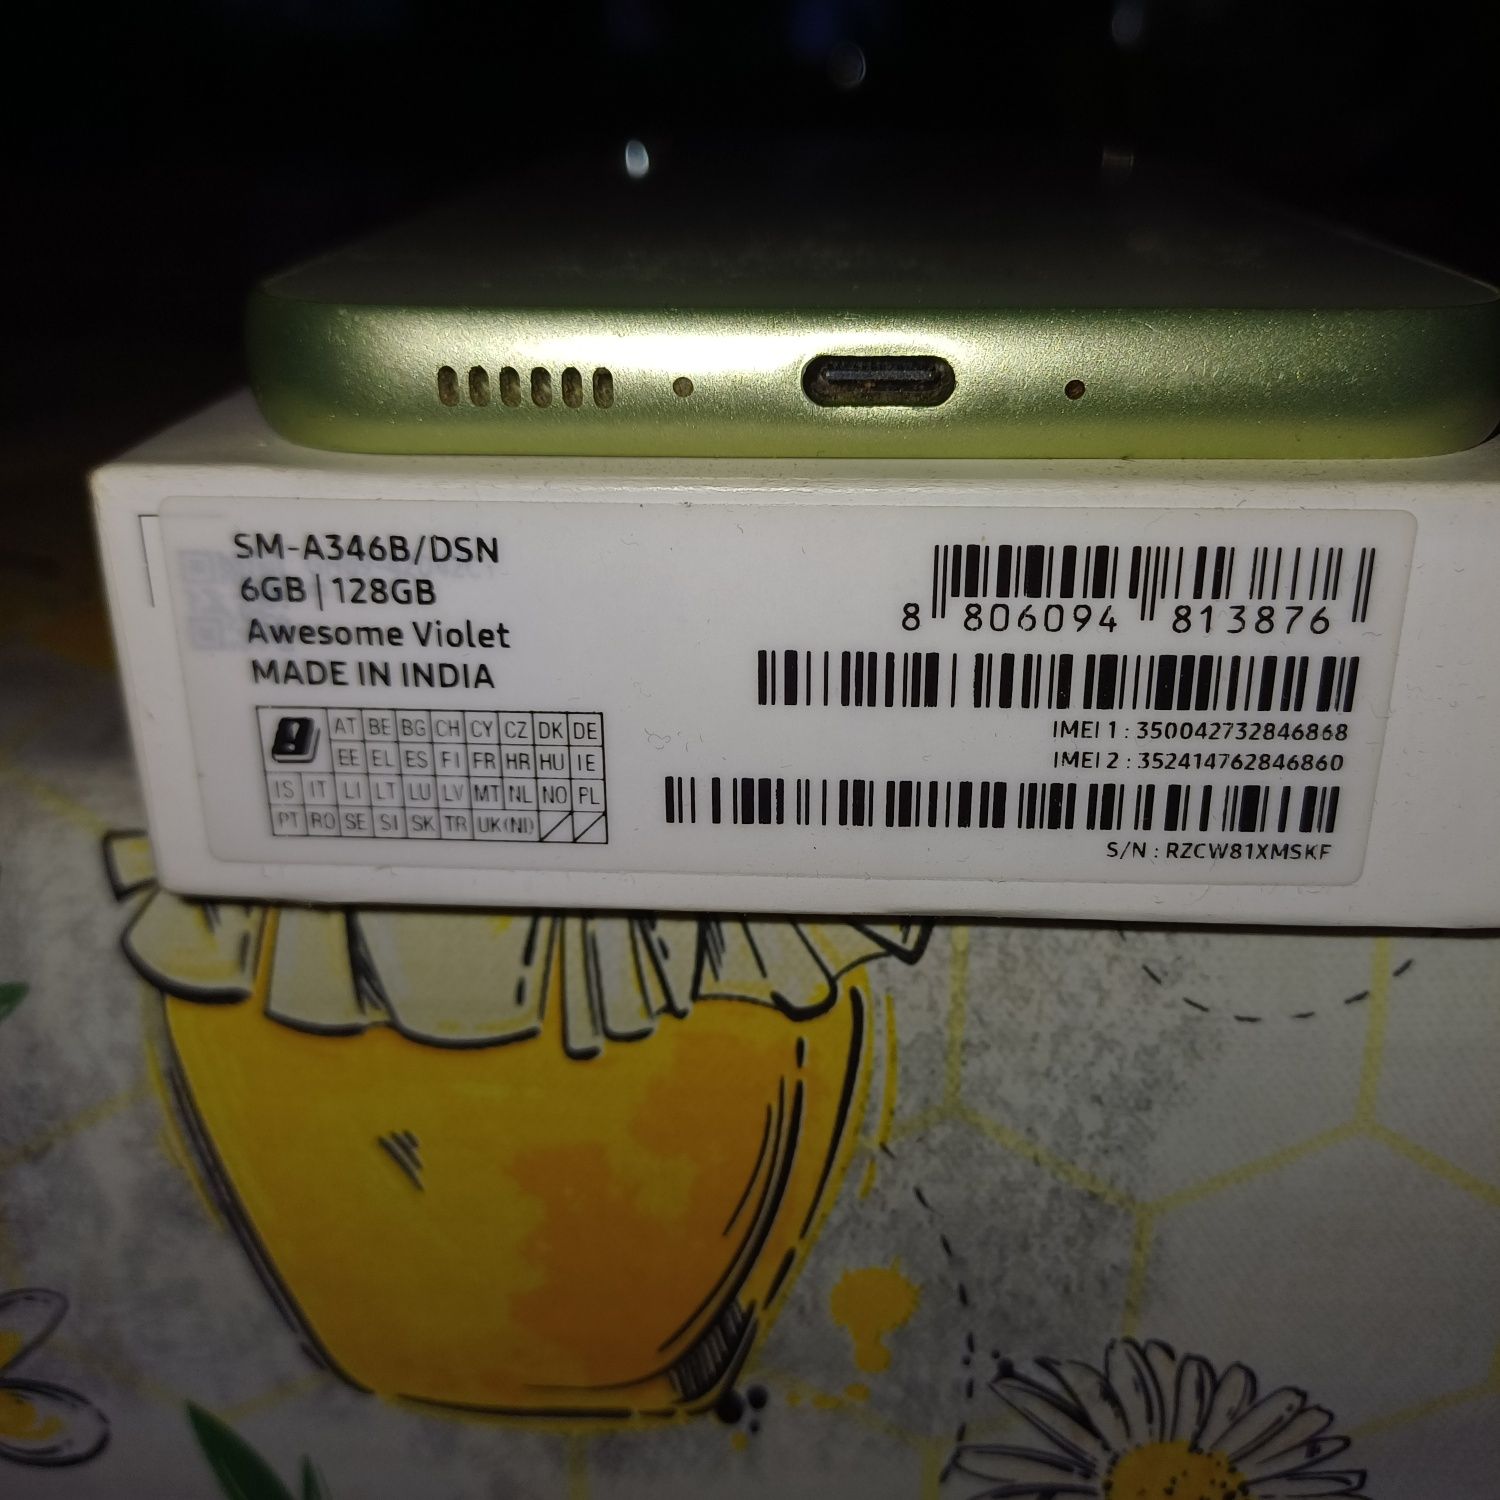 SM-A346B/DSN
6GB | 128GB
Awesome Violet
MADE IN INDIA
AT BE BG CH CY CZ DK DE
EE EL ES FI FR HR HU IE
IS IT LI LT LU LV MT NL NO PL
PT RO SE SI SK TR UK(NI)
8 806094 813876
IMEI 1 : 350042732846868
IMEI 2 : 352414762846860
S/N : RZCW81XMSKF